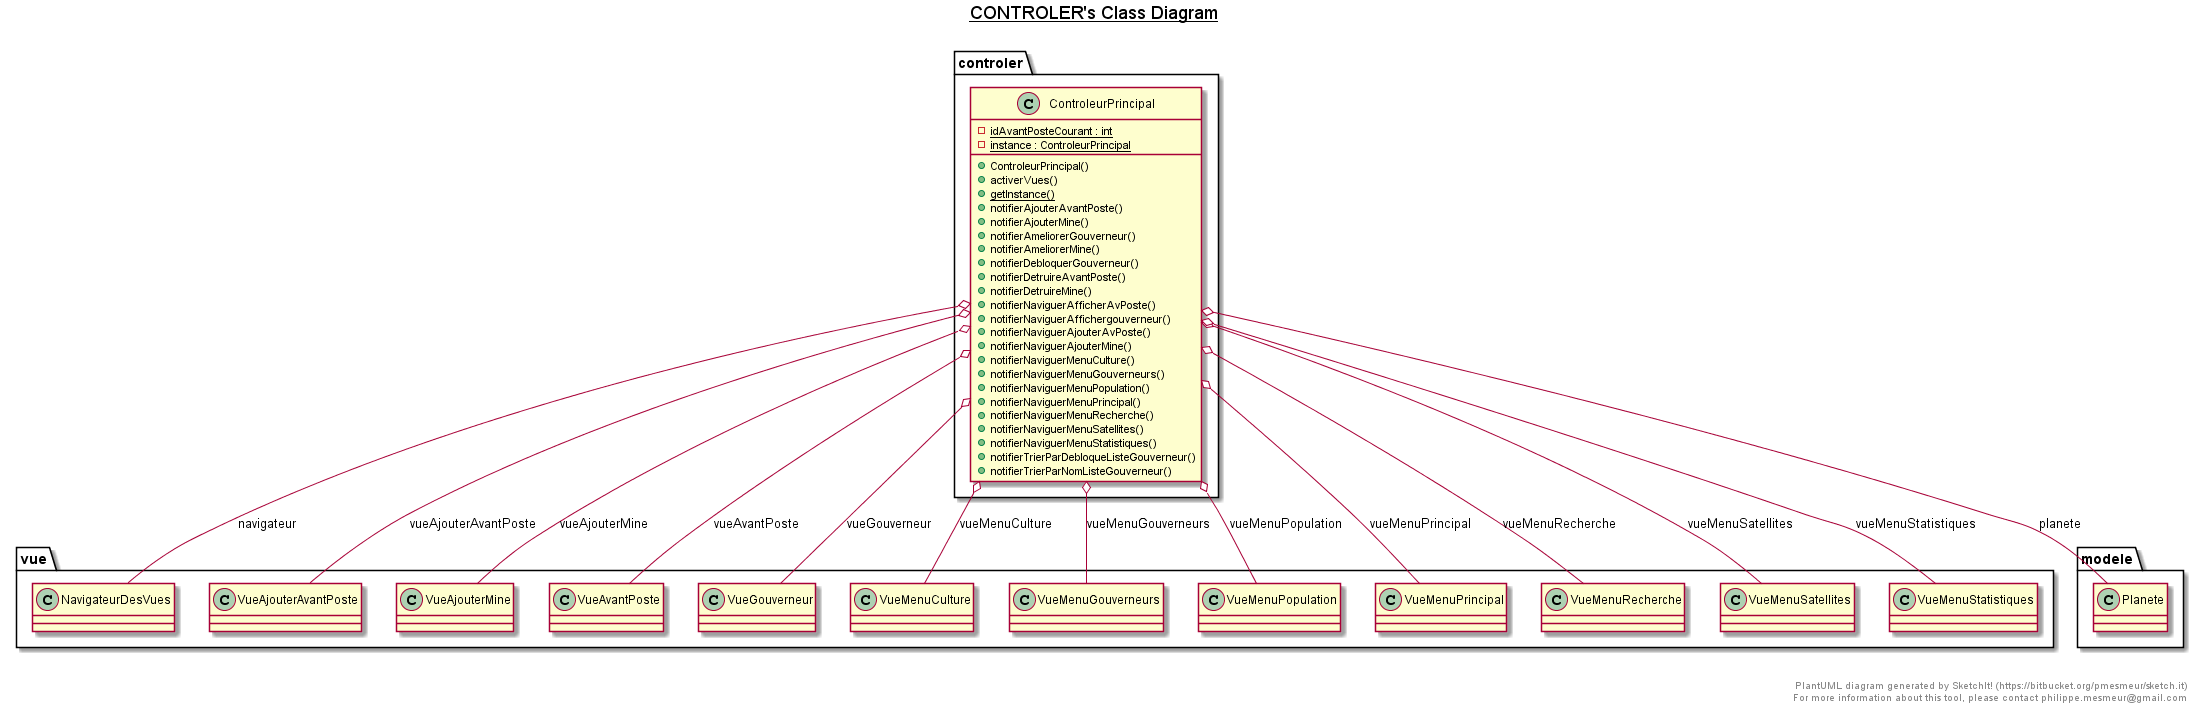 CONTROLER's Class Diagram
controler
C ControleurPrincipal
idAvantPosteCourant : int
instance : ControleurPrincipal
ControleurPrincipal()
activerVues()
getInstance()
notifierAjouterAvantPoste()
notifierAjouterMine()
notifierAmeliorerGouverneur()
notifierAmeliorerMine()
notifierDebloquerGouverneur()
notifierDetruireAvantPoste()
notifierDetruireMine()
notifierNaviguerAfficherAvPoste()
notifierNaviguerAffichergouverneur()
notifierNaviguerAjouterAvPoste()
notifierNaviguerAjouterMine()
notifierNaviguerMenuCulture()
notifierNaviguerMenuGouverneurs()
notifierNaviguerMenuPopulation()
notifierNaviguerMenuPrincipal()
notifierNaviguerMenuRecherche()
notifierNaviguerMenuSatellites()
notifierNaviguerMenuStatistiques()
notifierTrierParDebloqueListeGouverneur()
notifierTrierParNomListeGouverneur()
navigateur
vueAjouterAvantPoste
vueAjouterMine
vueAvantPoste
vueGouverneur
vueMenuCulture
vueMenuGouverneurs
vueMenuPopulation
vueMenuPrincipal
vueMenuRecherche
vueMenuSatellites
vueMenuStatistiques
planete
vue
modele
C NavigateurDesVues
C VueAjouterAvantPoste
C VueAjouterMine
C VueAvantPoste
C VueGouverneur
C VueMenuCulture
C VueMenuGouverneurs
C VueMenuPopulation
C VueMenuPrincipal
C VueMenuRecherche
C VueMenuSatellites
C VueMenuStatistiques
C Planete
PlantUML diagram generated by SketchIt! (https://bitbucket.org/pmesmeur/sketch.it)
For more information about this tool, please contact philippe.mesmeur@gmail.com